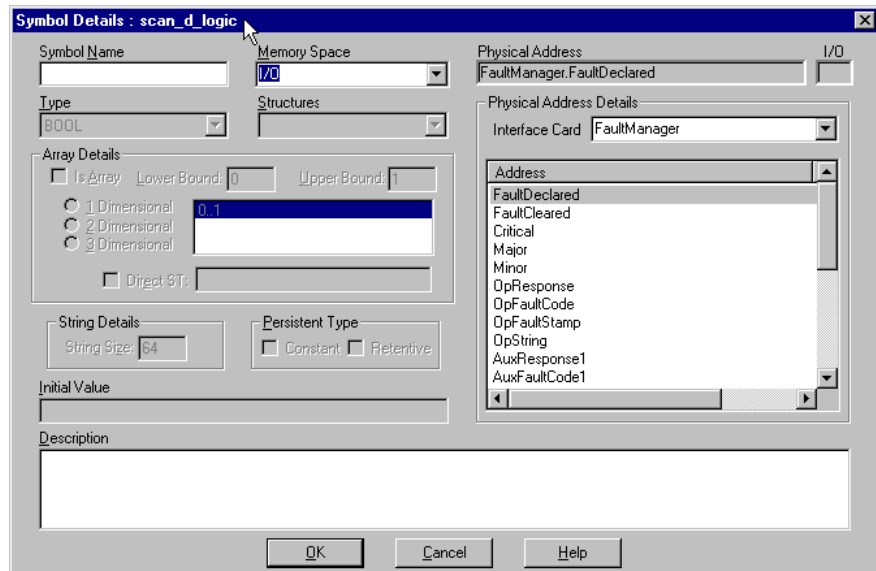 Symbol Details : scan_d_logic
Symbol Name
Memory Space
I/O
Type
BOOL
Structures
Array Details
Is Array
Lower Bound: 0
Upper Bound: 1
1 Dimensional
2 Dimensional
3 Dimensional
0..1
Direct ST:
String Details
String Size: 64
Persistent Type
Constant
Retentive
Initial Value
Physical Address
I/O
FaultManager.FaultDeclared
Physical Address Details
Interface Card FaultManager
Address
FaultDeclared
FaultCleared
Critical
Major
Minor
OpResponse
OpFaultCode
OpFaultStamp
OpString
AuxResponse1
AuxFaultCode1
Description
OK
Cancel
Help